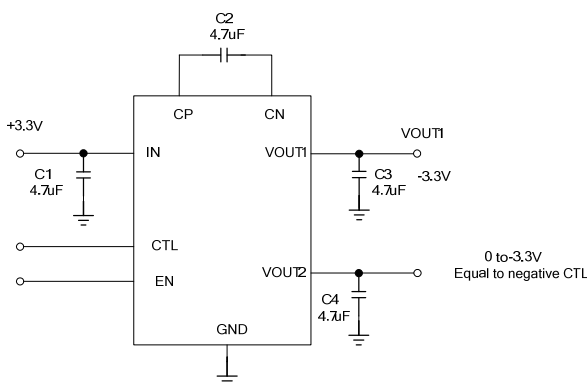 C2
4.7uF
CP
CN
+3.3V
IN
VOUT1
VOUT1
C1
4.7uF
C3
4.7uF
-3.3V
CTL
EN
VOUT2
0 to-3.3V
Equal to negative CTL
C4
4.7uF
GND